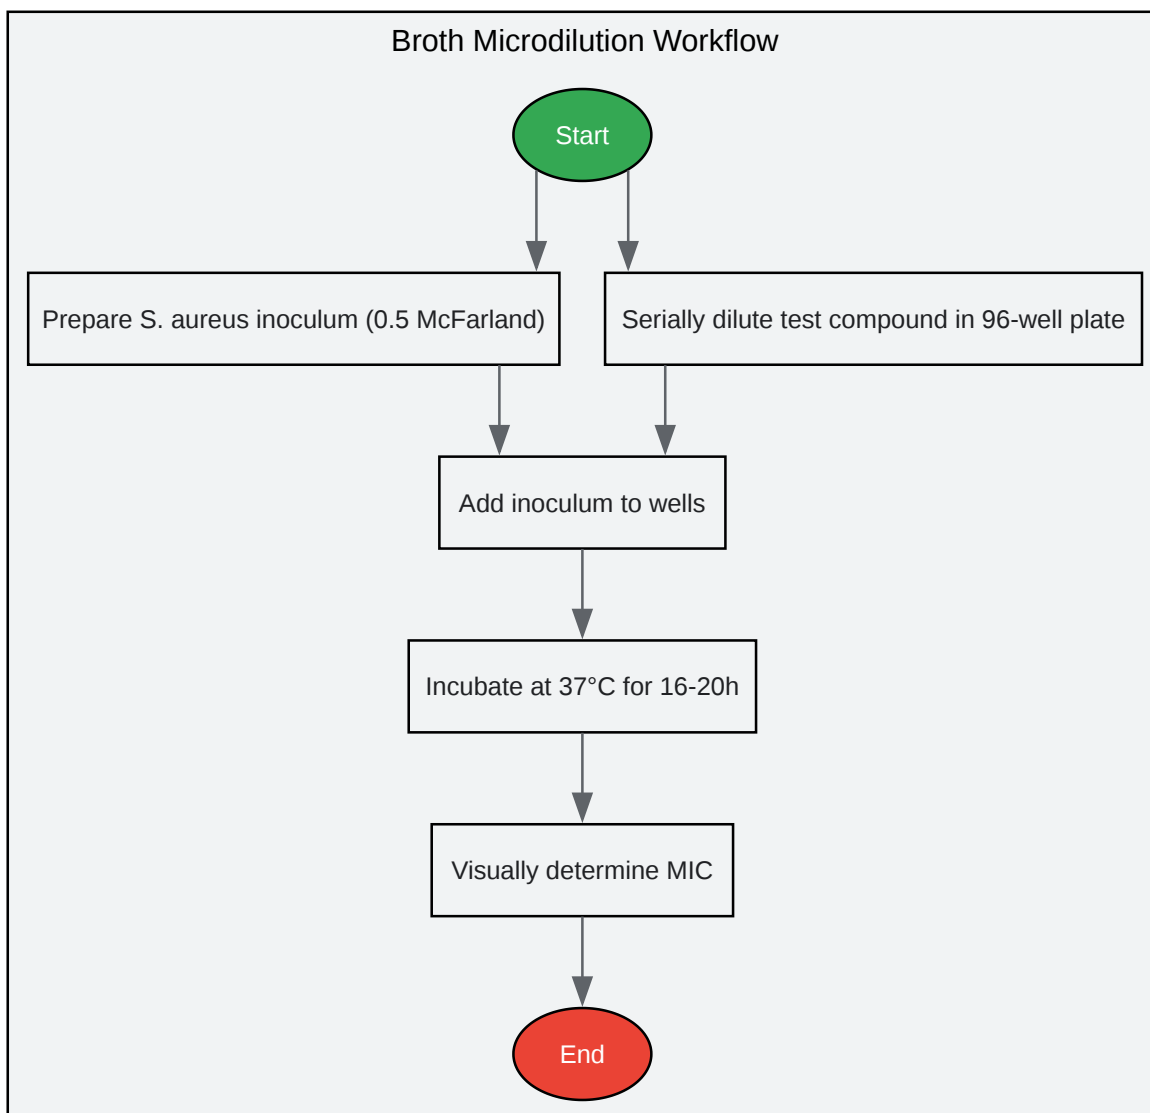 Broth Microdilution Workflow
Start
Prepare S. aureus inoculum (0.5 McFarland)
Serially dilute test compound in 96-well plate
Add inoculum to wells
Incubate at 37°C for 16-20h
Visually determine MIC
End